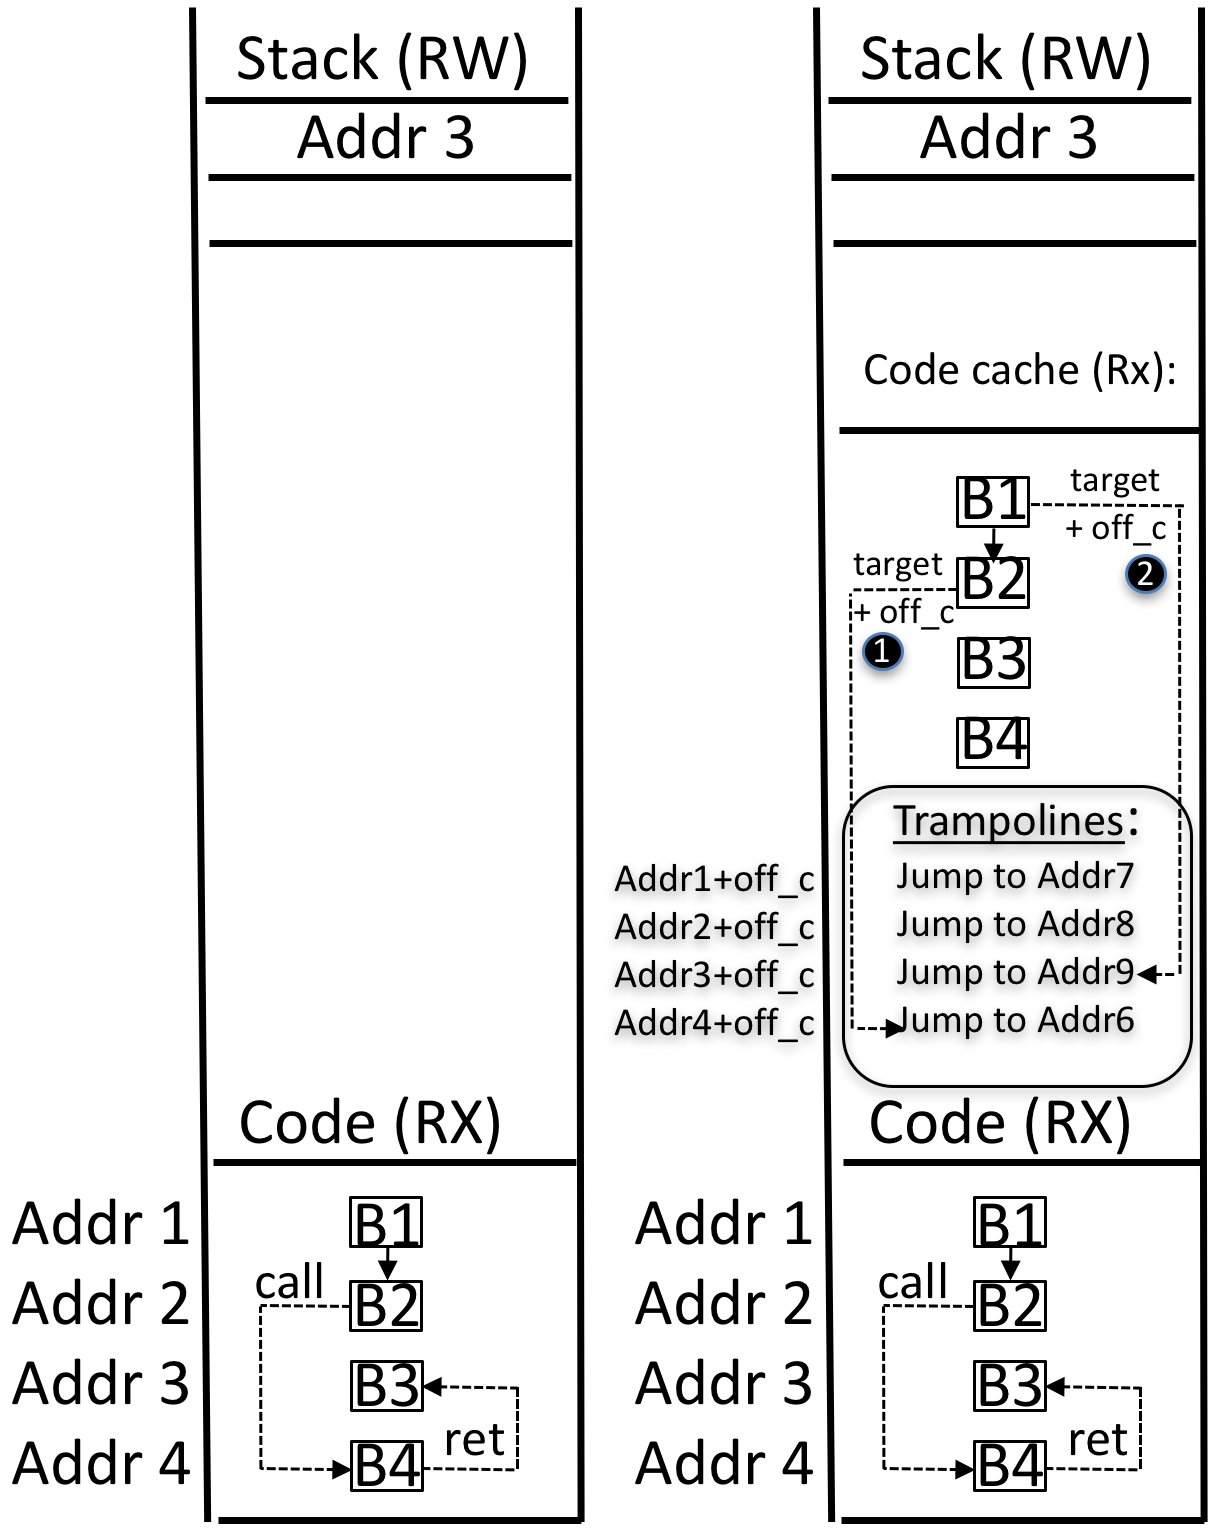 Stack (RW)
Addr 3
Code (RX)
Addr 1
B1
call
Addr 2
B2
Addr 3
B3
ret
Addr 4
B4
Stack (RW)
Addr 3
Code cache (Rx):
B1
target
+ off_c
2
target
B2
+ off_c
1
B3
B4
Trampolines:
Addr1+off_c Jump to Addr7
Addr2+off_c Jump to Addr8
Addr3+off_c Jump to Addr9
Addr4+off_c Jump to Addr6
Code (RX)
Addr 1
B1
call
Addr 2
B2
Addr 3
B3
ret
Addr 4
B4